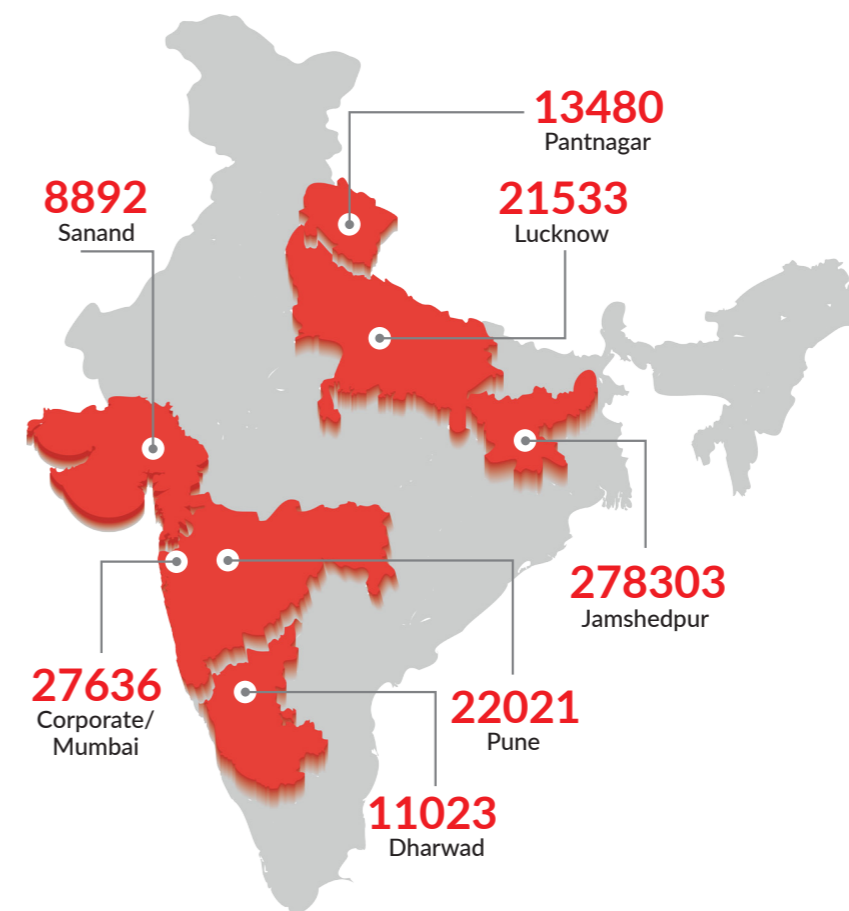 13480
Pantnagar
8892
Sanand
21533
Lucknow
278303
Jamshedpur
27636
Corporate/
Mumbai
22021
Pune
11023
Dharwad